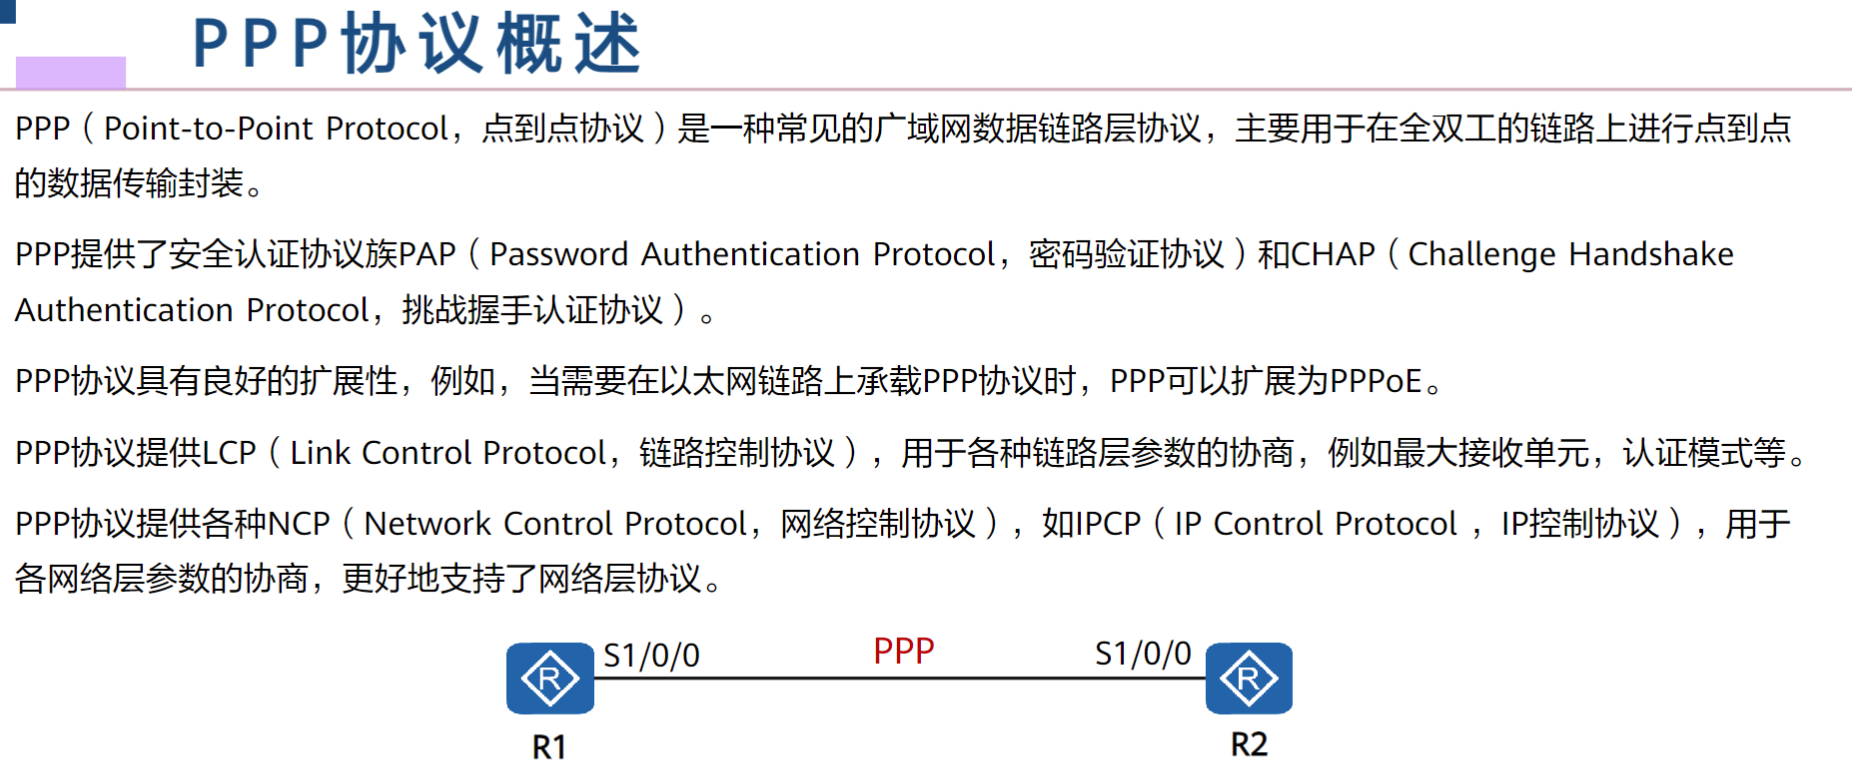 PPP协议概述
PPP（Point-to-Point Protocol，点到点协议）是一种常见的广域网数据链路层协议，主要用于在全双工的链路上进行点到点
的数据传输封装。
PPP提供了安全认证协议族PAP（Password Authentication Protocol，密码验证协议）和CHAP（Challenge Handshake
Authentication Protocol，挑战握手认证协议）。
PPP协议具有良好的扩展性，例如，当需要在以太网链路上承载PPP协议时，PPP可以扩展为PPPoE。
PPP协议提供LCP（Link Control Protocol，链路控制协议），用于各种链路层参数的协商，例如最大接收单元，认证模式等。
PPP协议提供各种NCP（Network Control Protocol，网络控制协议），如IPCP（IP Control Protocol ，IP控制协议），用于
各网络层参数的协商，更好地支持了网络层协议。
S1/0/0 PPP S1/0/0
R R
R1 R2